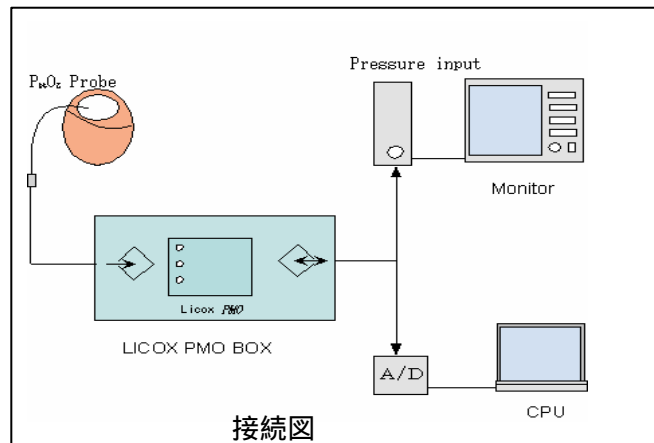 PbtO2 Probe
Pressure input
Monitor
Licox PMO
LICOX PMO BOX
A/D
CPU
接続図